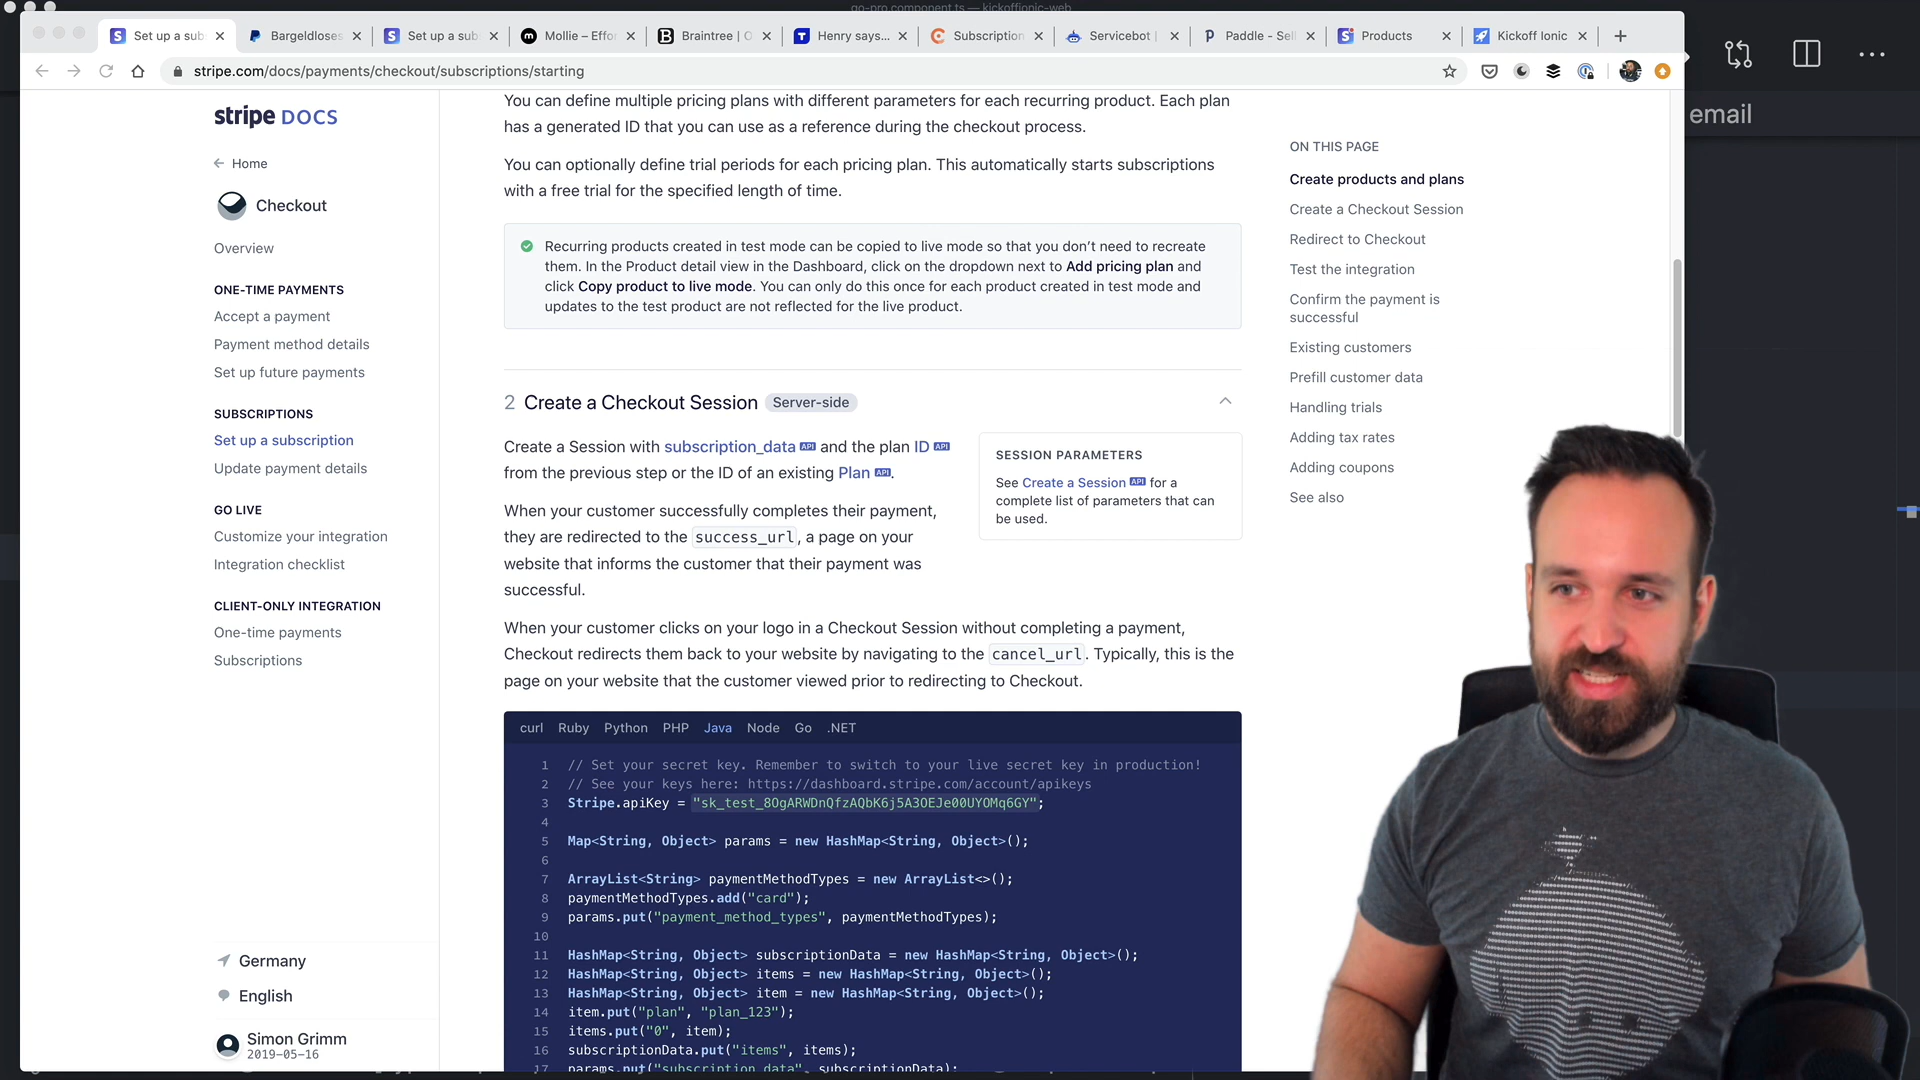 go-pro.component.ts — kickoffionic-web
Set up a sub
Bargeldloses
Set up a sub
Mollie – Effor
Braintree | O
Henry says...
Subscription
Servicebot |
Paddle - Sell
Products
Kickoff Ionic
stripe.com/docs/payments/checkout/subscriptions/starting
email
stripe DOCS
Home
Checkout
Overview
ONE-TIME PAYMENTS
Accept a payment
Payment method details
Set up future payments
SUBSCRIPTIONS
Set up a subscription
Update payment details
GO LIVE
Customize your integration
Integration checklist
CLIENT-ONLY INTEGRATION
One-time payments
Subscriptions
Germany
English
Simon Grimm
2019-05-16
You can define multiple pricing plans with different parameters for each recurring product. Each plan
has a generated ID that you can use as a reference during the checkout process.
You can optionally define trial periods for each pricing plan. This automatically starts subscriptions
with a free trial for the specified length of time.
Recurring products created in test mode can be copied to live mode so that you don't need to recreate
them. In the Product detail view in the Dashboard, click on the dropdown next to Add pricing plan and
click Copy product to live mode. You can only do this once for each product created in test mode and
updates to the test product are not reflected for the live product.
2 Create a Checkout Session Server-side
Create a Session with subscription_data API and the plan ID API
from the previous step or the ID of an existing Plan API.
When your customer successfully completes their payment,
they are redirected to the success_url, a page on your
website that informs the customer that their payment was
successful.
SESSION PARAMETERS
See Create a Session API for a
complete list of parameters that can
be used.
When your customer clicks on your logo in a Checkout Session without completing a payment,
Checkout redirects them back to your website by navigating to the cancel_url. Typically, this is the
page on your website that the customer viewed prior to redirecting to Checkout.
curl Ruby Python PHP Java Node Go .NET
1 // Set your secret key. Remember to switch to your live secret key in production!
2 // See your keys here: https://dashboard.stripe.com/account/apikeys
3 Stripe.apiKey = "sk_test_8OgARWDnQfzAQbK6j5A3OEJe00UYOMq6GY";
4
5 Map<String, Object> params = new HashMap<String, Object>();
6
7 ArrayList<String> paymentMethodTypes = new ArrayList<>();
8 paymentMethodTypes.add("card");
9 params.put("payment_method_types", paymentMethodTypes);
10
11 HashMap<String, Object> subscriptionData = new HashMap<String, Object>();
12 HashMap<String, Object> items = new HashMap<String, Object>();
13 HashMap<String, Object> item = new HashMap<String, Object>();
14 item.put("plan", "plan_123");
15 items.put("0", item);
16 subscriptionData.put("items", items);
17 params.put("subscription_data", subscriptionData);
ON THIS PAGE
Create products and plans
Create a Checkout Session
Redirect to Checkout
Test the integration
Confirm the payment is
successful
Existing customers
Prefill customer data
Handling trials
Adding tax rates
Adding coupons
See also